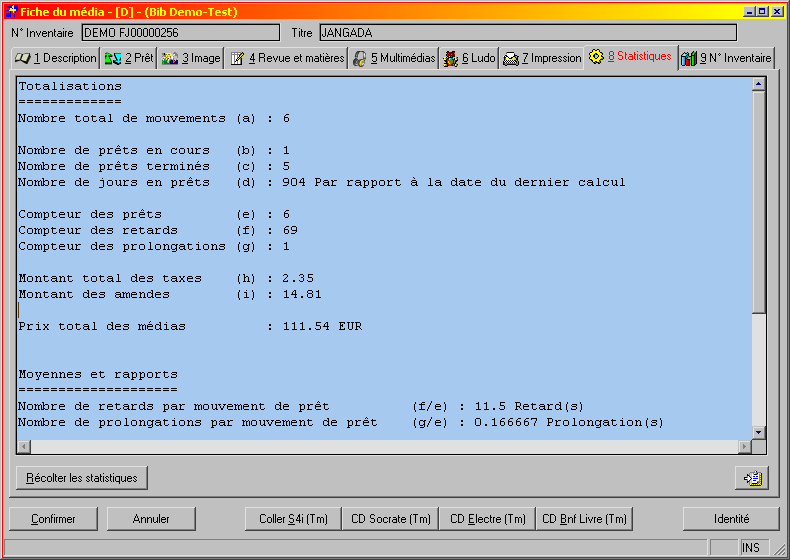 Fiche du média - [D] - (Bib Demo-Test)
N° Inventaire DEMO FJ00000256 Titre JANGADA
1 Description 2 Prêt 3 Image 4 Revue et matières 5 Multimédias 6 Ludo 7 Impression 8 Statistiques 9 N° Inventaire
Totalisations
=============
Nombre total de mouvements (a) : 6
Nombre de prêts en cours (b) : 1
Nombre de prêts terminés (c) : 5
Nombre de jours en prêts (d) : 904 Par rapport à la date du dernier calcul
Compteur des prêts (e) : 6
Compteur des retards (f) : 69
Compteur des prolongations (g) : 1
Montant total des taxes (h) : 2.35
Montant des amendes (i) : 14.81
Prix total des médias : 111.54 EUR
Moyennes et rapports
====================
Nombre de retards par mouvement de prêt (f/e) : 11.5 Retard(s)
Nombre de prolongations par mouvement de prêt (g/e) : 0.166667 Prolongation(s)
Récolter les statistiques
Confirmer Annuler Coller S4i (Tm) CD Socrate (Tm) CD Electre (Tm) CD Bnf Livre (Tm) Identité
INS